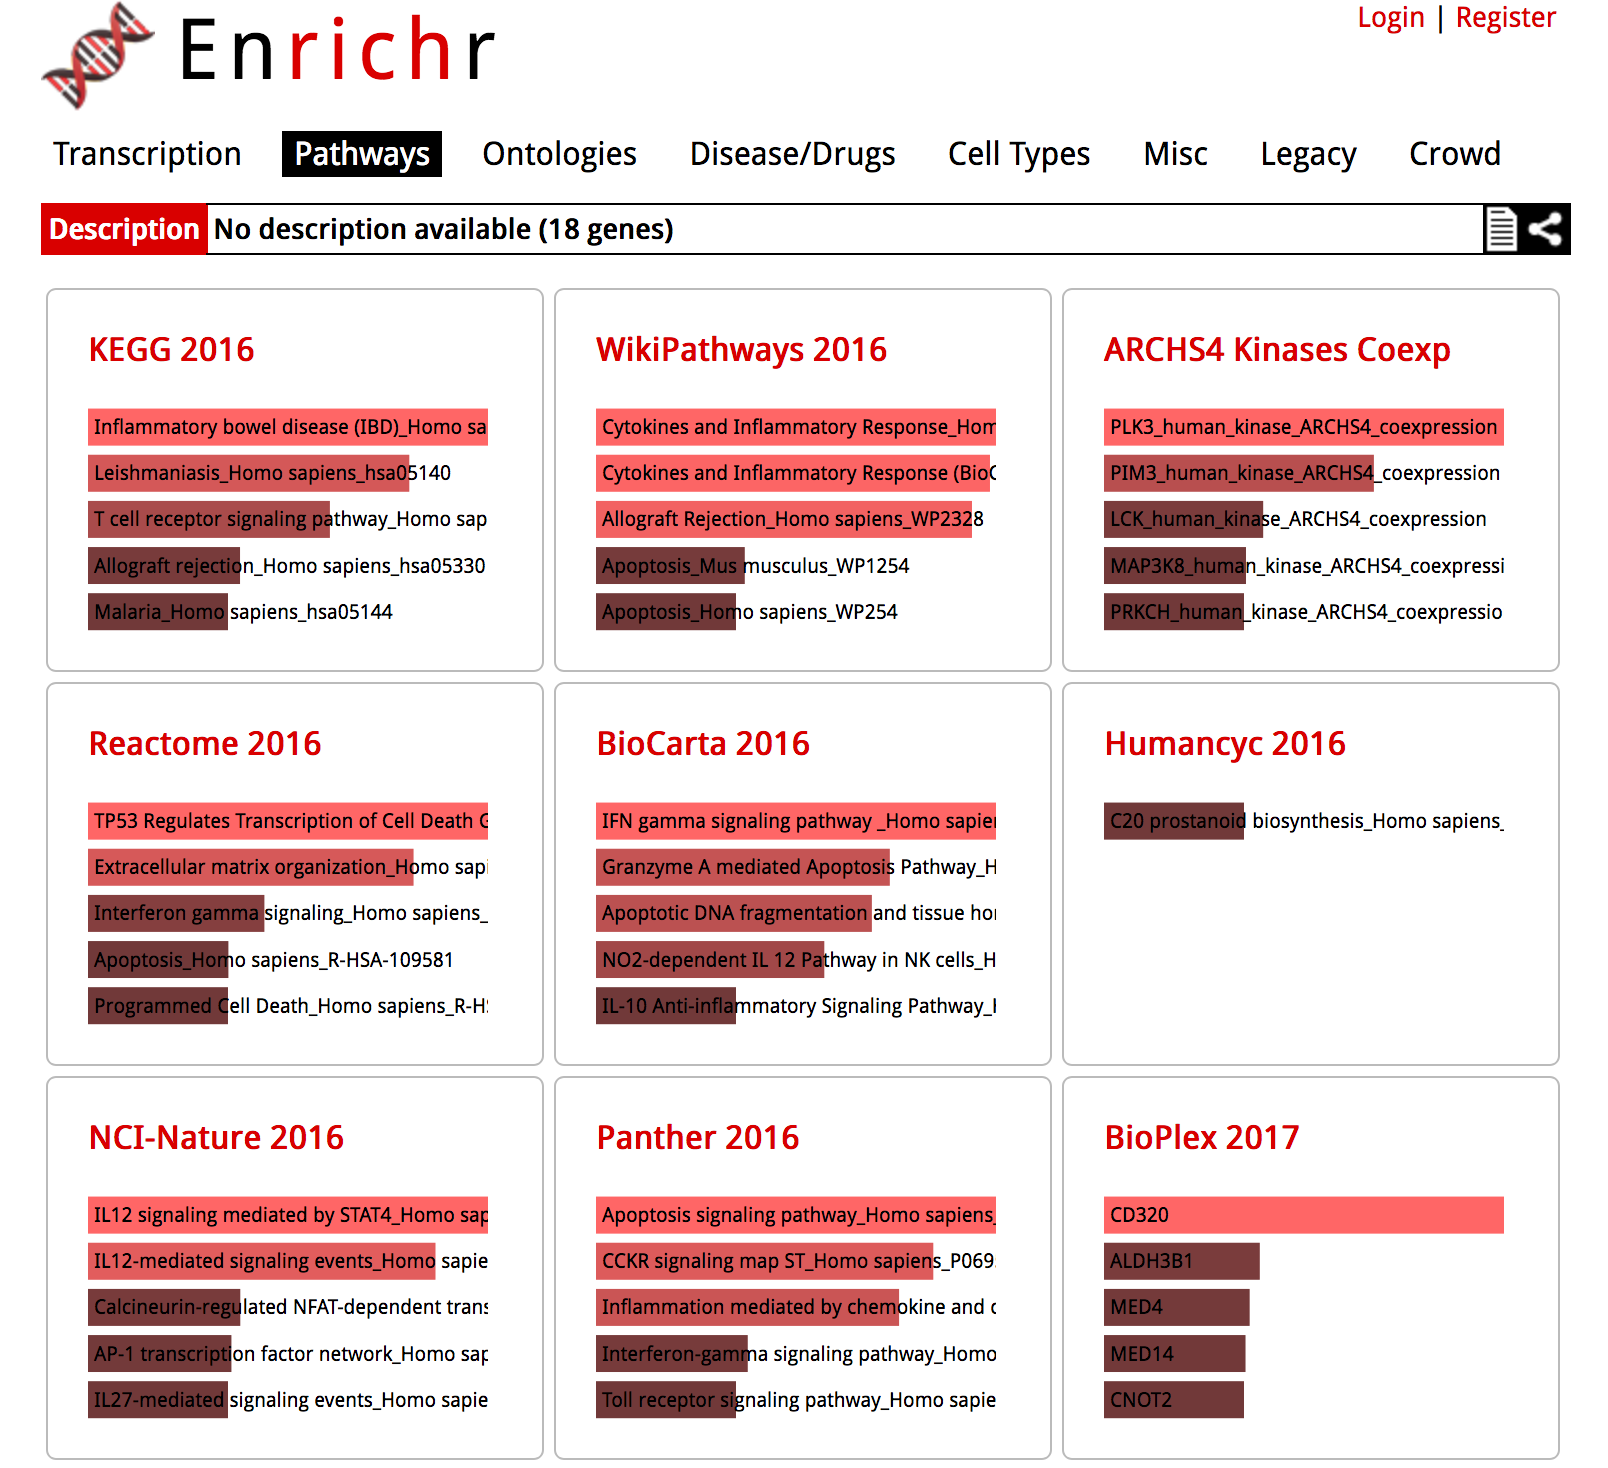 Login | Register
Enrichr
Transcription Pathways Ontologies Disease/Drugs Cell Types Misc Legacy Crowd
Description No description available (18 genes)
KEGG 2016
Inflammatory bowel disease (IBD)_Homo sa
Leishmaniasis_Homo sapiens_hsa05140
T cell receptor signaling pathway_Homo sap
Allograft rejection_Homo sapiens_hsa05330
Malaria_Homo sapiens_hsa05144
WikiPathways 2016
Cytokines and Inflammatory Response_Hom
Cytokines and Inflammatory Response (BioC
Allograft Rejection_Homo sapiens_WP2328
Apoptosis_Mus musculus_WP1254
Apoptosis_Homo sapiens_WP254
ARCHS4 Kinases Coexp
PLK3_human_kinase_ARCHS4_coexpression
PIM3_human_kinase_ARCHS4_coexpression
LCK_human_kinase_ARCHS4_coexpression
MAP3K8_human_kinase_ARCHS4_coexpressi
PRKCH_human_kinase_ARCHS4_coexpressio
Reactome 2016
TP53 Regulates Transcription of Cell Death G
Extracellular matrix organization_Homo sapi
Interferon gamma signaling_Homo sapiens_
Apoptosis_Homo sapiens_R-HSA-109581
Programmed Cell Death_Homo sapiens_R-HS
BioCarta 2016
IFN gamma signaling pathway _Homo sapien
Granzyme A mediated Apoptosis Pathway_H
Apoptotic DNA fragmentation and tissue hom
NO2-dependent IL 12 Pathway in NK cells_H
IL-10 Anti-inflammatory Signaling Pathway_H
Humancyc 2016
C20 prostanoid biosynthesis_Homo sapiens_
NCI-Nature 2016
IL12 signaling mediated by STAT4_Homo sap
IL12-mediated signaling events_Homo sapie
Calcineurin-regulated NFAT-dependent trans
AP-1 transcription factor network_Homo sap
IL27-mediated signaling events_Homo sapie
Panther 2016
Apoptosis signaling pathway_Homo sapiens_
CCKR signaling map ST_Homo sapiens_P069
Inflammation mediated by chemokine and c
Interferon-gamma signaling pathway_Homo
Toll receptor signaling pathway_Homo sapie
BioPlex 2017
CD320
ALDH3B1
MED4
MED14
CNOT2